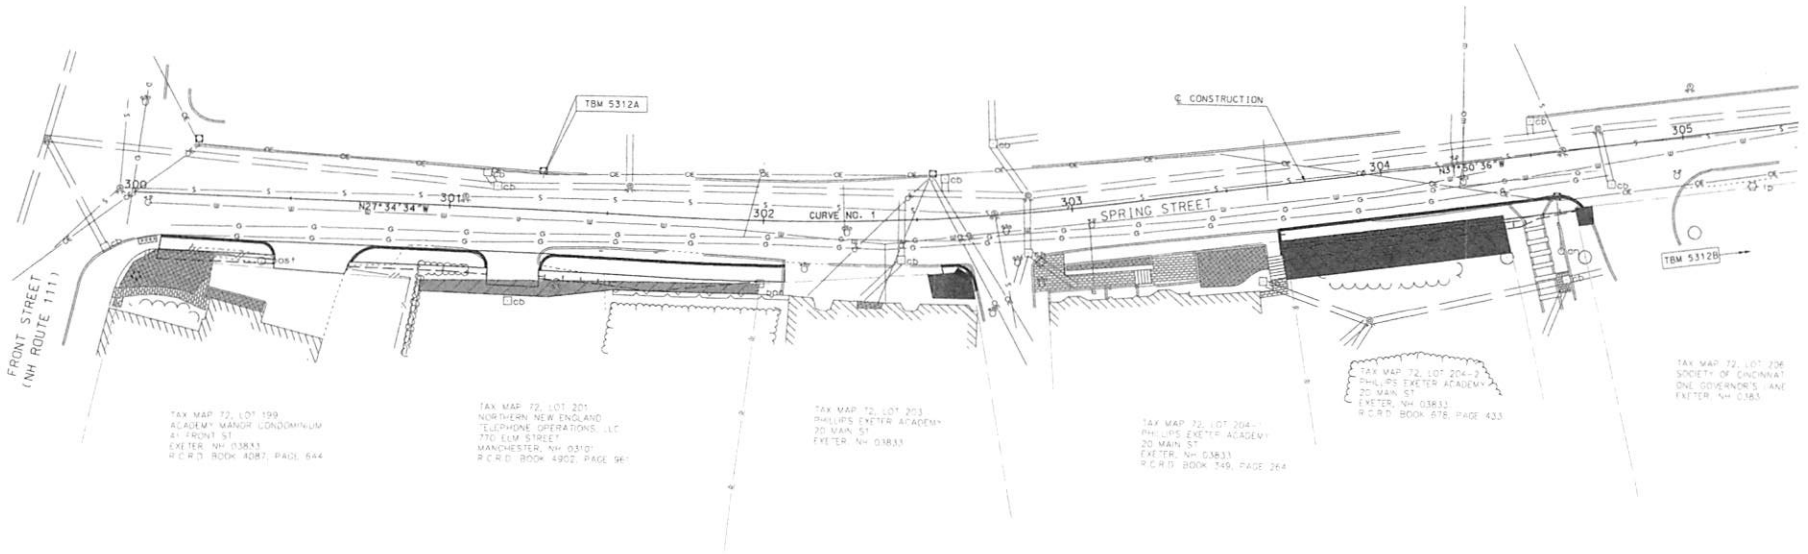 TBM 5312A
℄ CONSTRUCTION
300
301
302
303
304
305
N27°34'34"W
CURVE NO. 1
SPRING STREET
N31°50'36"W
TBM 5312B
FRONT STREET
(NH ROUTE 111)
TAX MAP 72, LOT 199
ACADEMY MANOR CONDOMINIUM
41 FRONT ST
EXETER, NH 03833
R.C.R.D. BOOK 4087, PAGE 644
TAX MAP 72, LOT 201
NORTHERN NEW ENGLAND
TELEPHONE OPERATIONS, LLC
770 ELM STREET
MANCHESTER, NH 03101
R.C.R.D. BOOK 4902, PAGE 961
TAX MAP 72, LOT 203
PHILLIPS EXETER ACADEMY
20 MAIN ST
EXETER, NH 03833
TAX MAP 72, LOT 204-1
PHILLIPS EXETER ACADEMY
20 MAIN ST
EXETER, NH 03833
R.C.R.D. BOOK 349, PAGE 264
TAX MAP 72, LOT 204-2
PHILLIPS EXETER ACADEMY
20 MAIN ST
EXETER, NH 03833
R.C.R.D. BOOK 678, PAGE 433
TAX MAP 72, LOT 206
SOCIETY OF CINCINNAT
ONE GOVERNOR'S LANE
EXETER, NH 0383